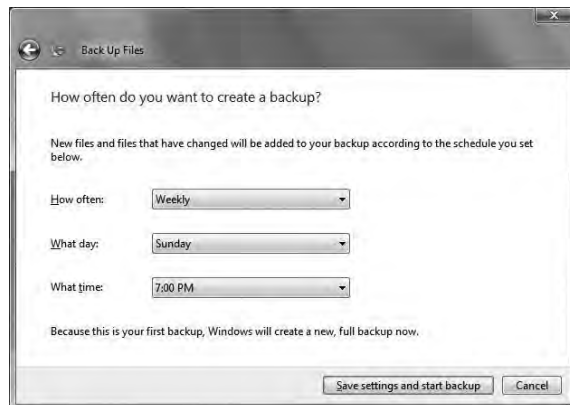 Back Up Files
How often do you want to create a backup?
New files and files that have changed will be added to your backup according to the schedule you set
below.
How often: Weekly
What day: Sunday
What time: 7:00 PM
Because this is your first backup, Windows will create a new, full backup now.
Save settings and start backup Cancel